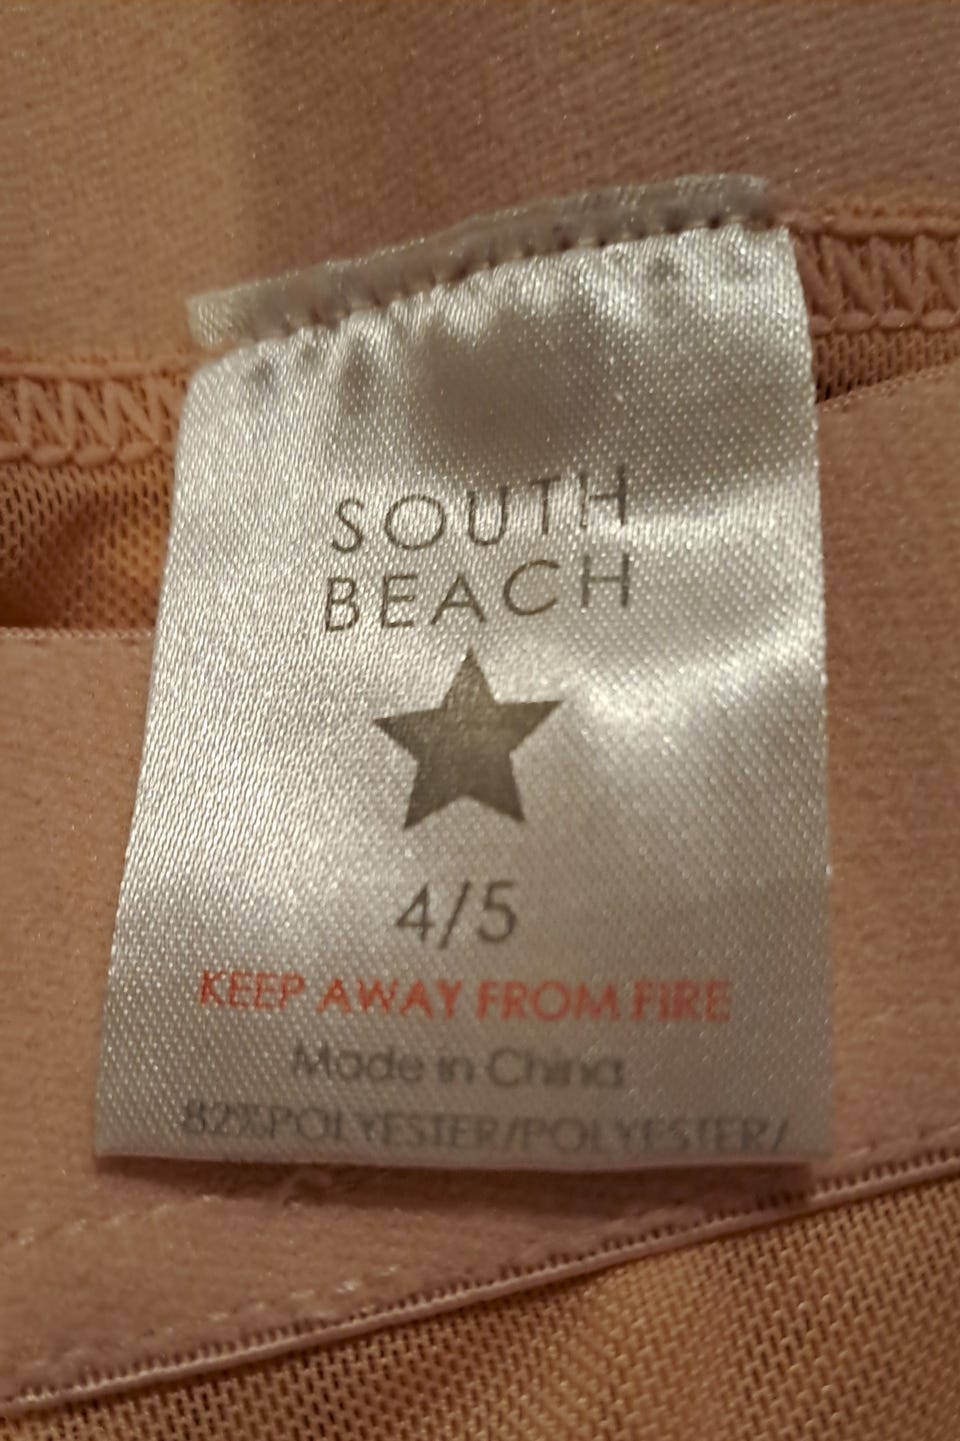 SOUTH
BEACH
4/5
KEEP AWAY FROM FIRE
Made in China
82%POLYESTER/POLYESTER/